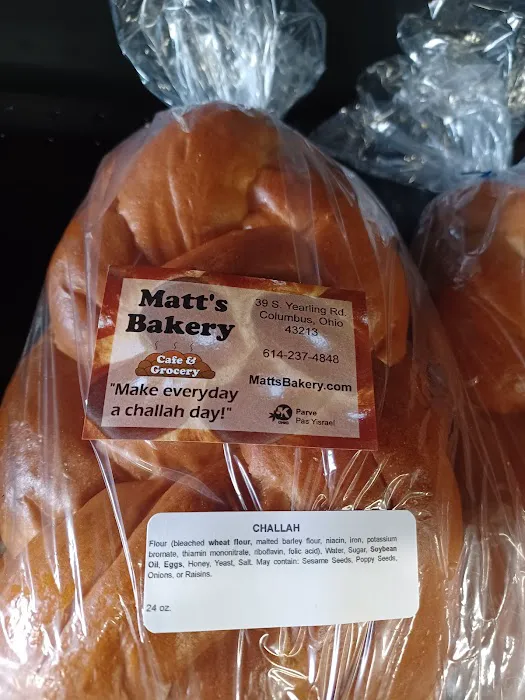 Matt's
Bakery
Cafe &
Grocery
"Make everyday
a challah day!"
39 S. Yearling Rd.
Columbus, Ohio
43213
614-237-4848
MattsBakery.com
Parve
Pas Yisrael
CHALLAH
Flour (bleached wheat flour, malted barley flour, niacin, iron, potassium
bromate, thiamin mononitrate, riboflavin, folic acid), Water, Sugar, Soybean
Oil, Eggs, Honey, Yeast, Salt. May contain: Sesame Seeds, Poppy Seeds,
Onions, or Raisins.
24 oz.